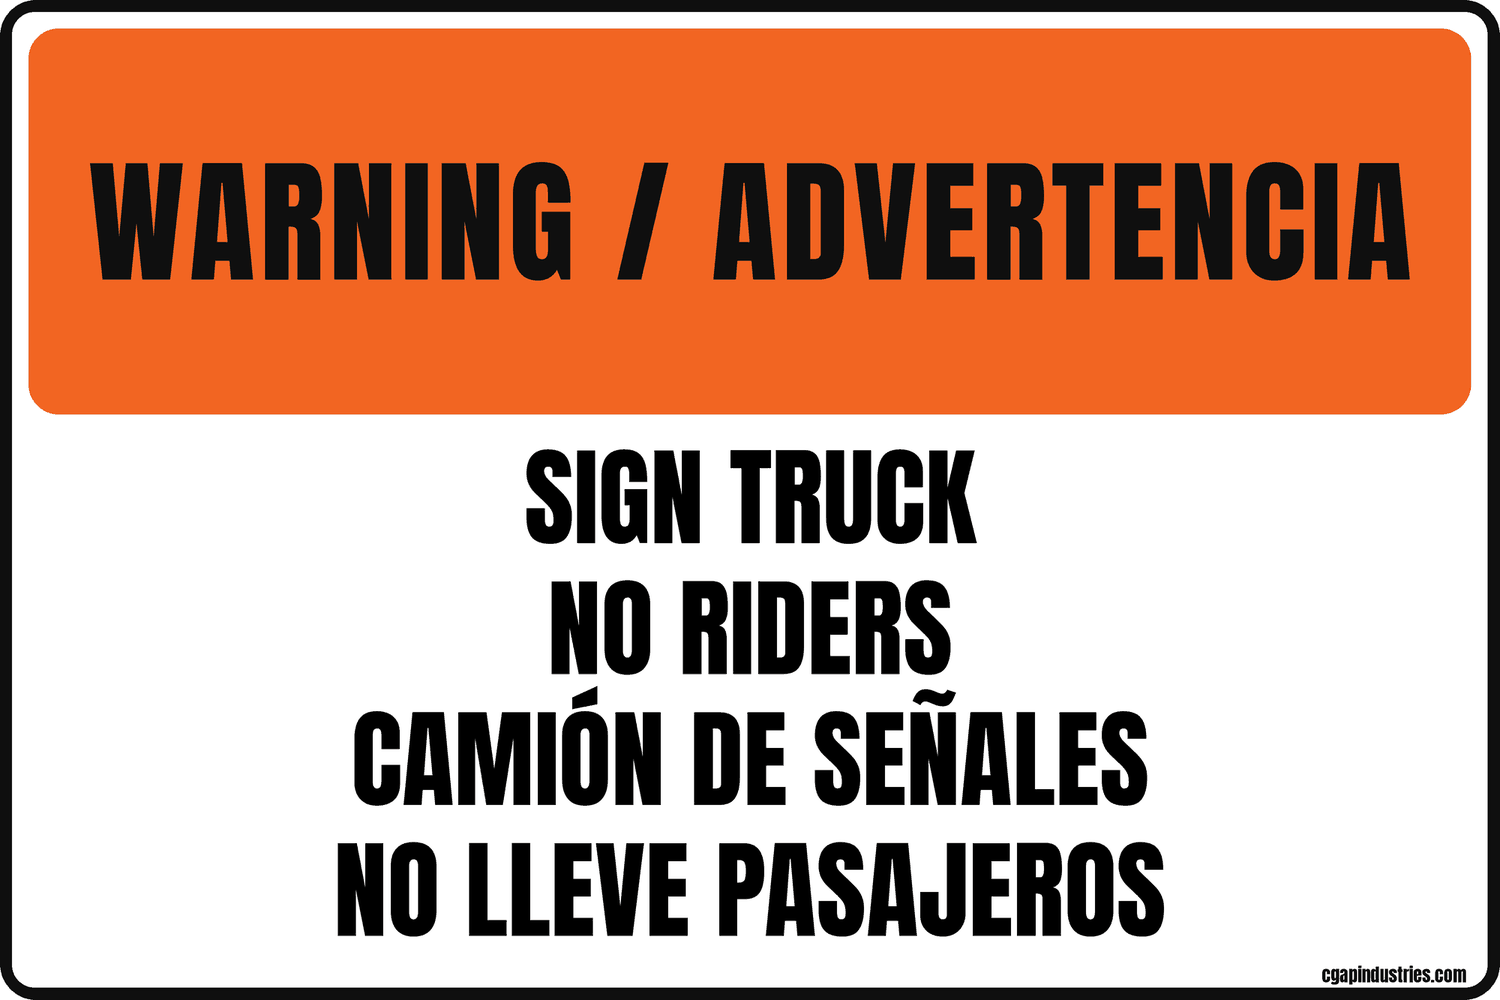 WARNING / ADVERTENCIA
SIGN TRUCK
NO RIDERS
CAMIÓN DE SEÑALES
NO LLEVE PASAJEROS
cgapindustries.com